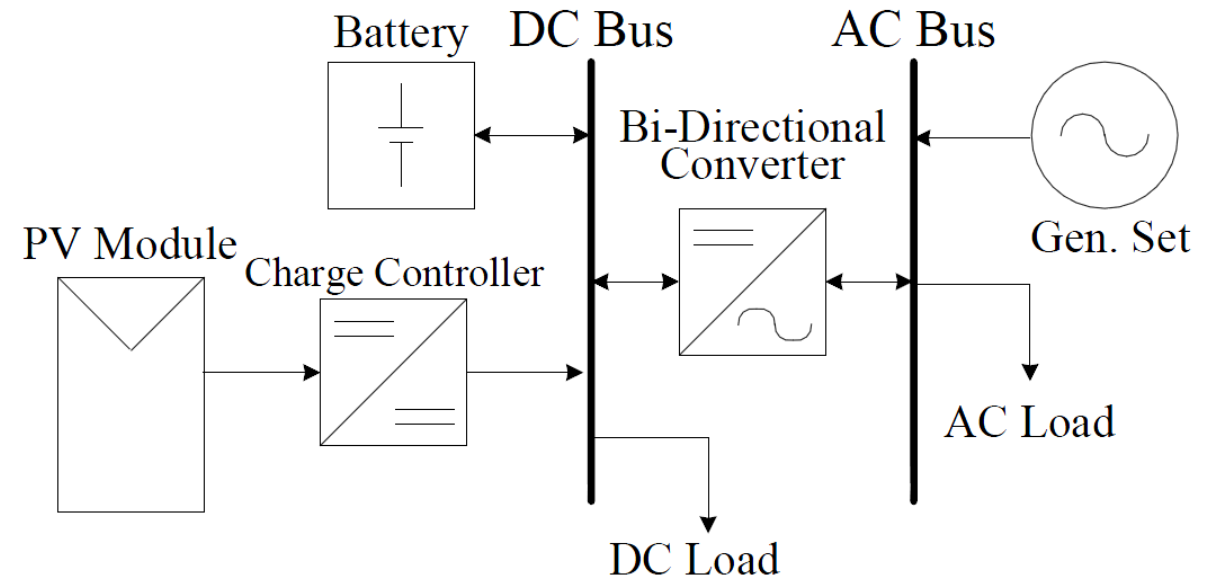 Battery
DC Bus
AC Bus
Bi-Directional
Converter
Gen. Set
PV Module
Charge Controller
AC Load
DC Load